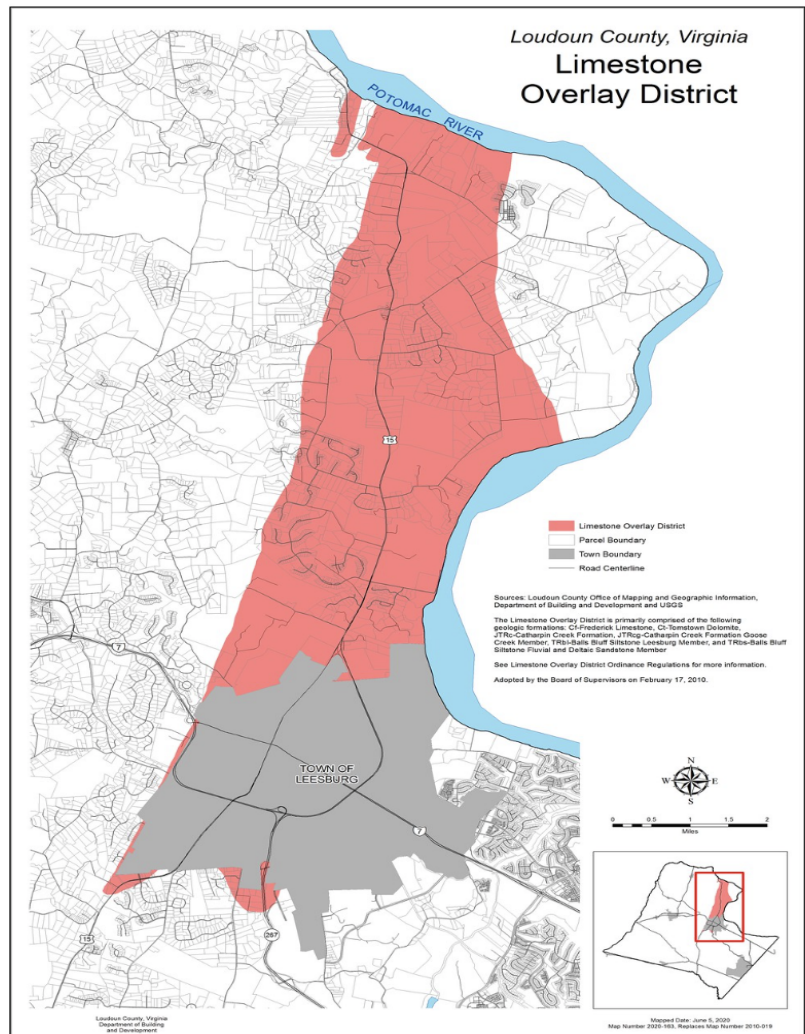 Loudoun County, Virginia
Limestone
Overlay District
POTOMAC RIVER
15
Limestone Overlay District
Parcel Boundary
Town Boundary
Road Centerline
Sources: Loudoun County Office of Mapping and Geographic Information,
Department of Building and Development and USGS
The Limestone Overlay District is primarily comprised of the following
geologic formations: Cf-Frederick Limestone, Ct-Tomstown Dolomite,
JTRc-Catharpin Creek Formation, JTRcg-Catharpin Creek Formation Goose
Creek Member, TRbl-Balls Bluff Siltstone Leesburg Member, and TRbs-Balls Bluff
Siltstone Fluvial and Deltaic Sandstone Member
See Limestone Overlay District Ordinance Regulations for more information.
Adopted by the Board of Supervisors on February 17, 2010.
7
TOWN OF
LEESBURG
N
W E
S
0 0.5 1 1.5 2
Miles
7
15
267
Loudoun County, Virginia
Department of Building
and Development
Mapped Date: June 5, 2020
Map Number 2020-163, Replaces Map Number 2010-019